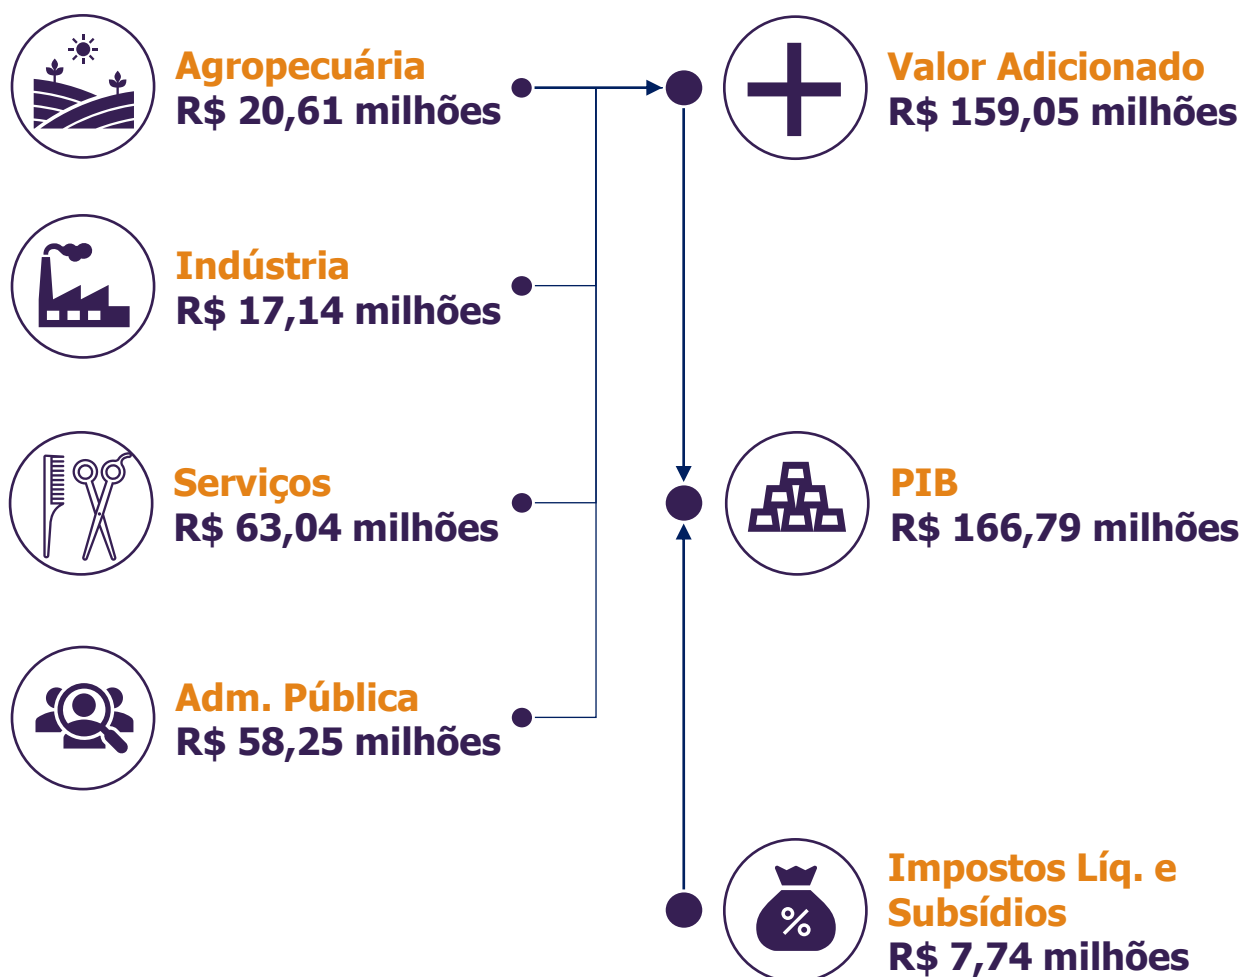 Agropecuária
R$ 20,61 milhões
Valor Adicionado
R$ 159,05 milhões
Indústria
R$ 17,14 milhões
Serviços
R$ 63,04 milhões
PIB
R$ 166,79 milhões
Adm. Pública
R$ 58,25 milhões
Impostos Líq. e
Subsídios
R$ 7,74 milhões
%